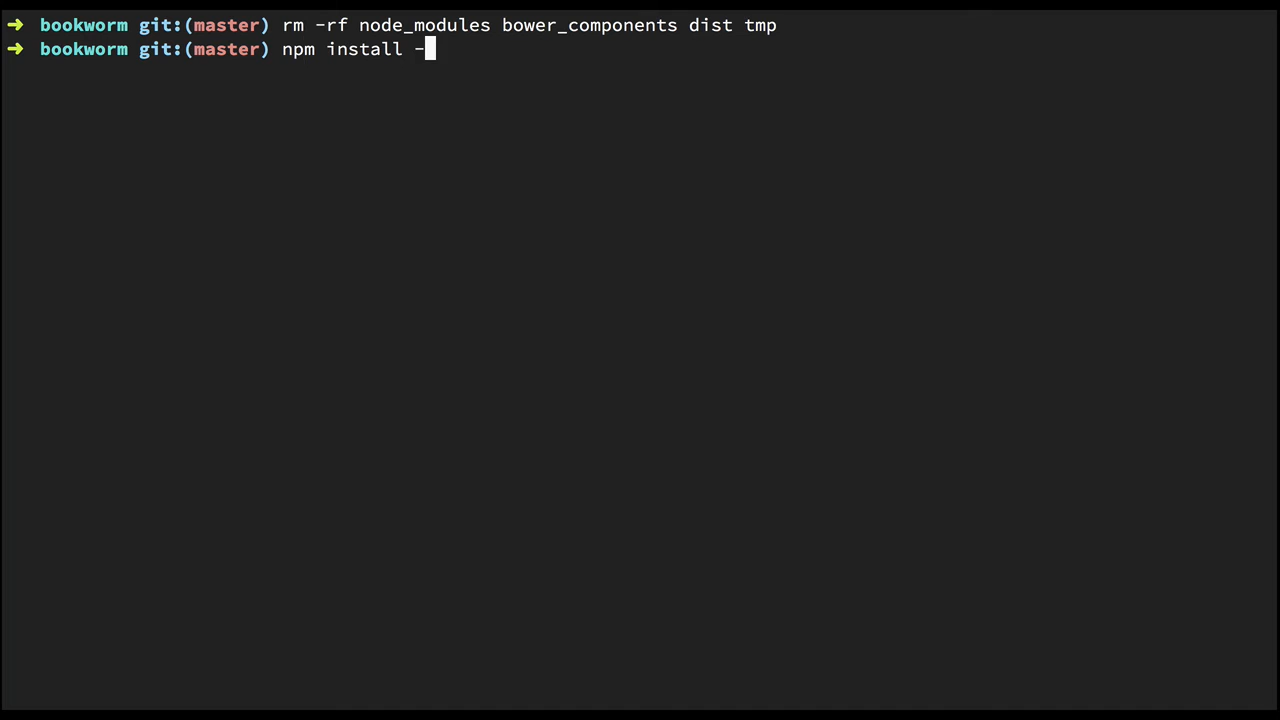 ➜ bookworm git:(master) rm -rf node_modules bower_components dist tmp
➜ bookworm git:(master) npm install -